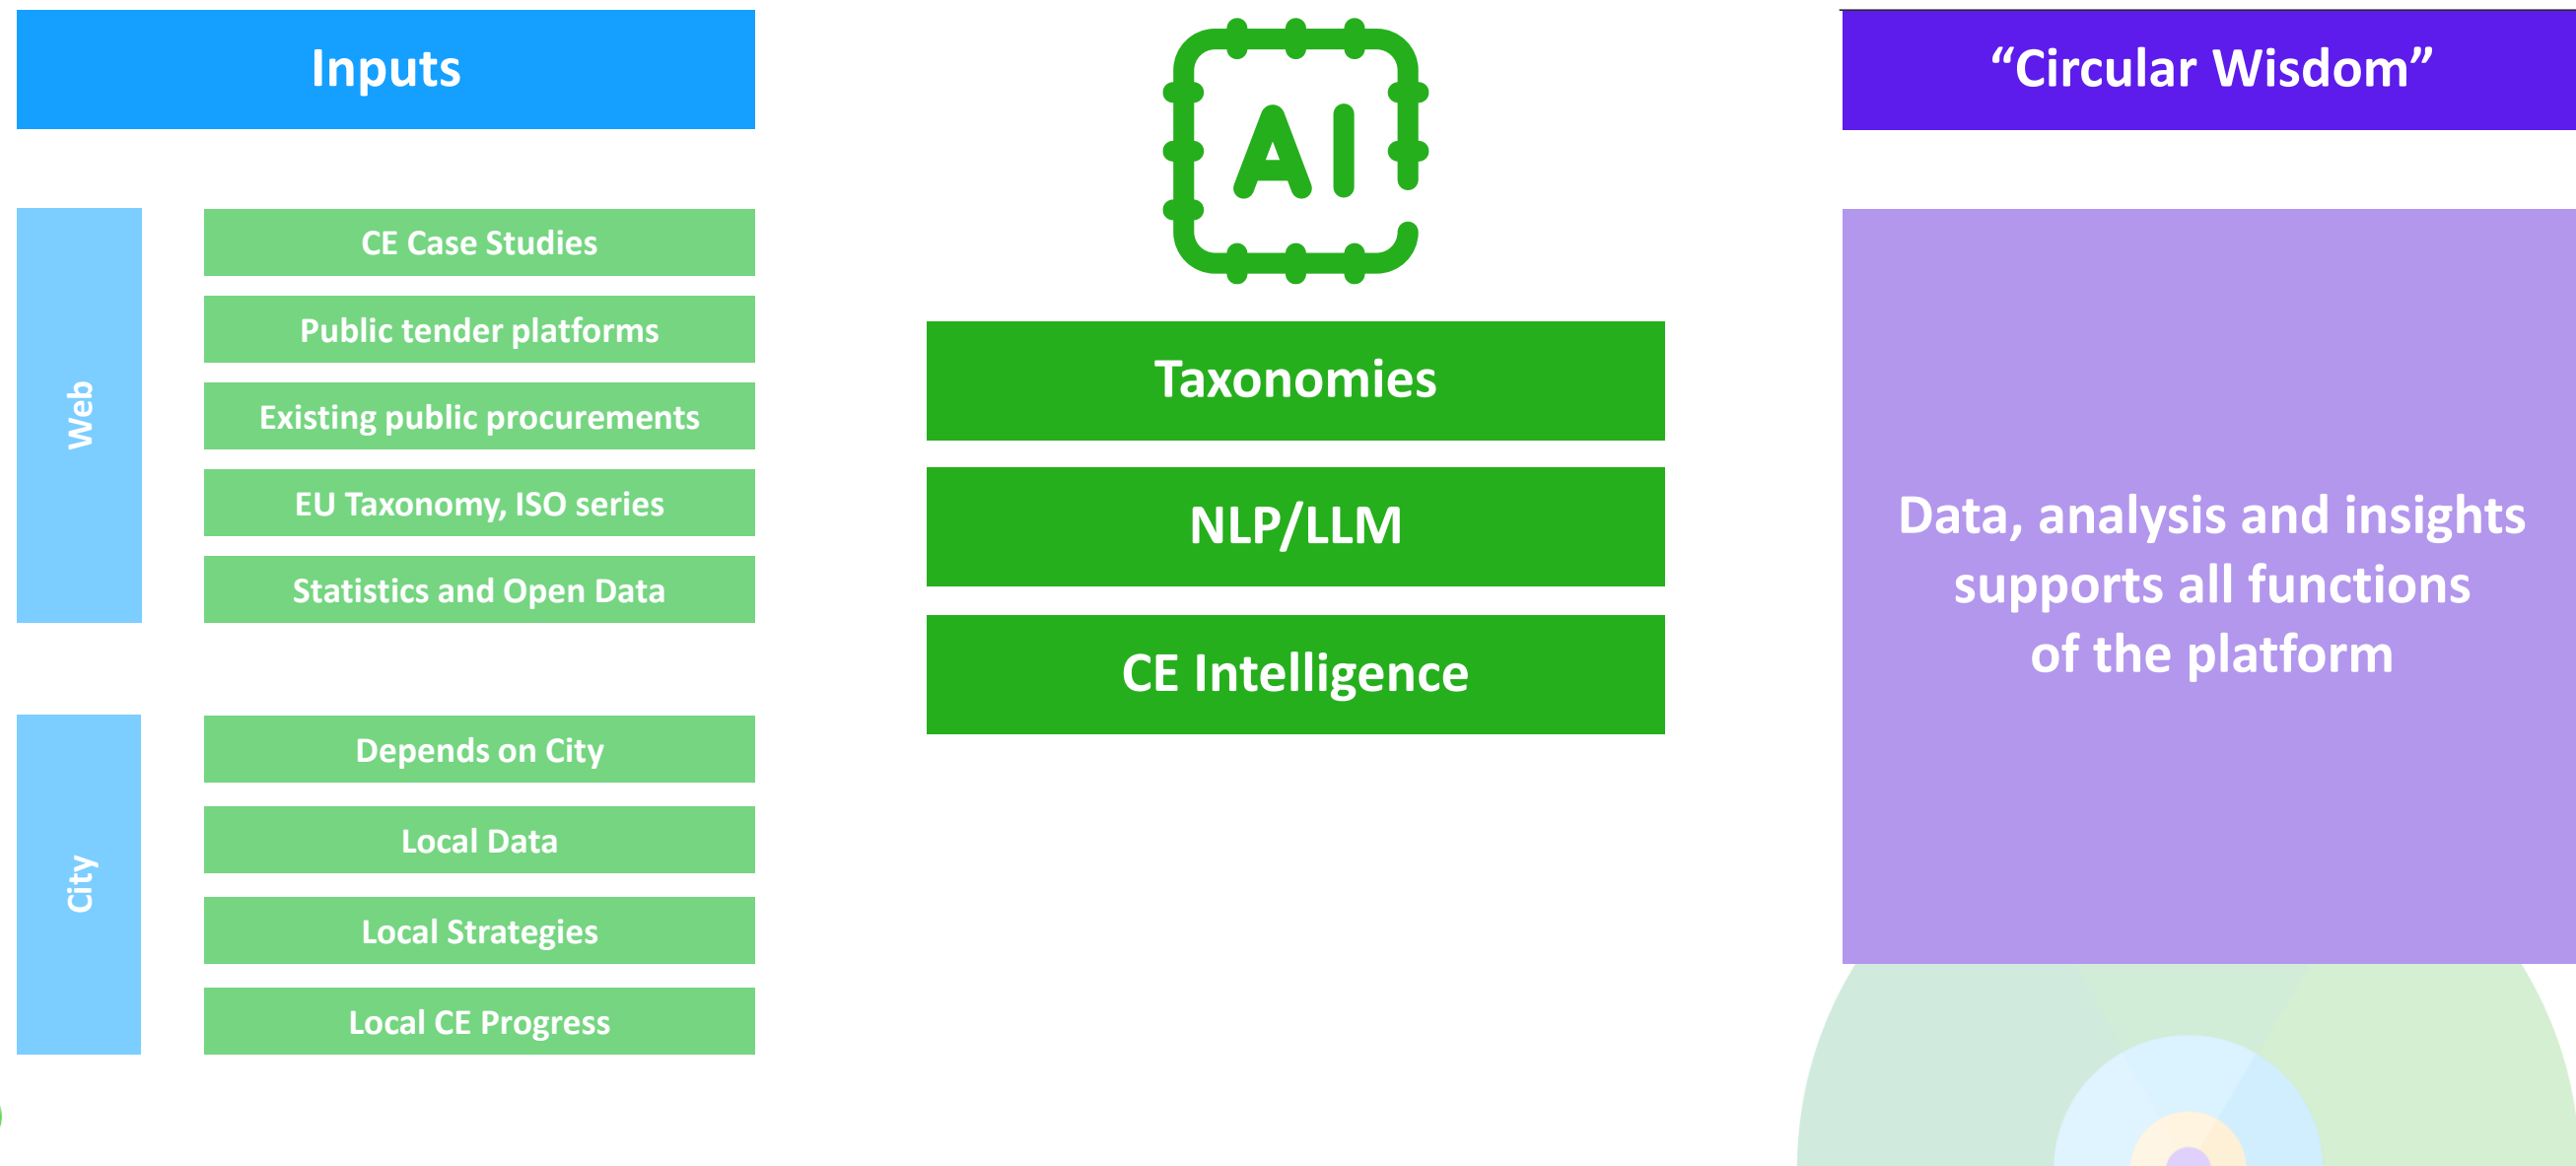 Inputs
Web
CE Case Studies
Public tender platforms
Existing public procurements
EU Taxonomy, ISO series
Statistics and Open Data
City
Depends on City
Local Data
Local Strategies
Local CE Progress
AI
Taxonomies
NLP/LLM
CE Intelligence
“Circular Wisdom”
Data, analysis and insights
supports all functions
of the platform